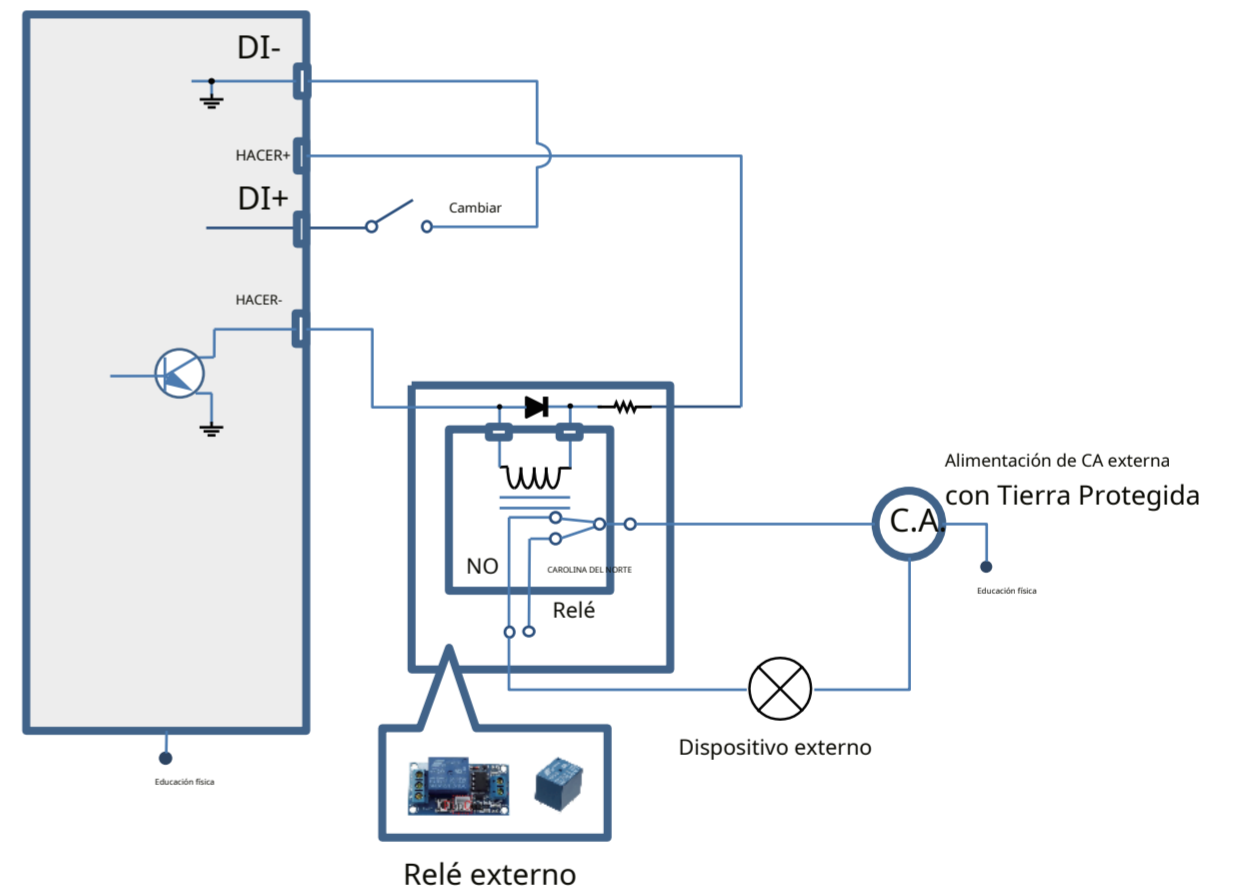 DI-
HACER+
DI+
Cambiar
HACER-
Alimentación de CA externa
con Tierra Protegida
C.A.
Educación física
NO
CAROLINA DEL NORTE
Relé
Dispositivo externo
Educación física
Relé externo